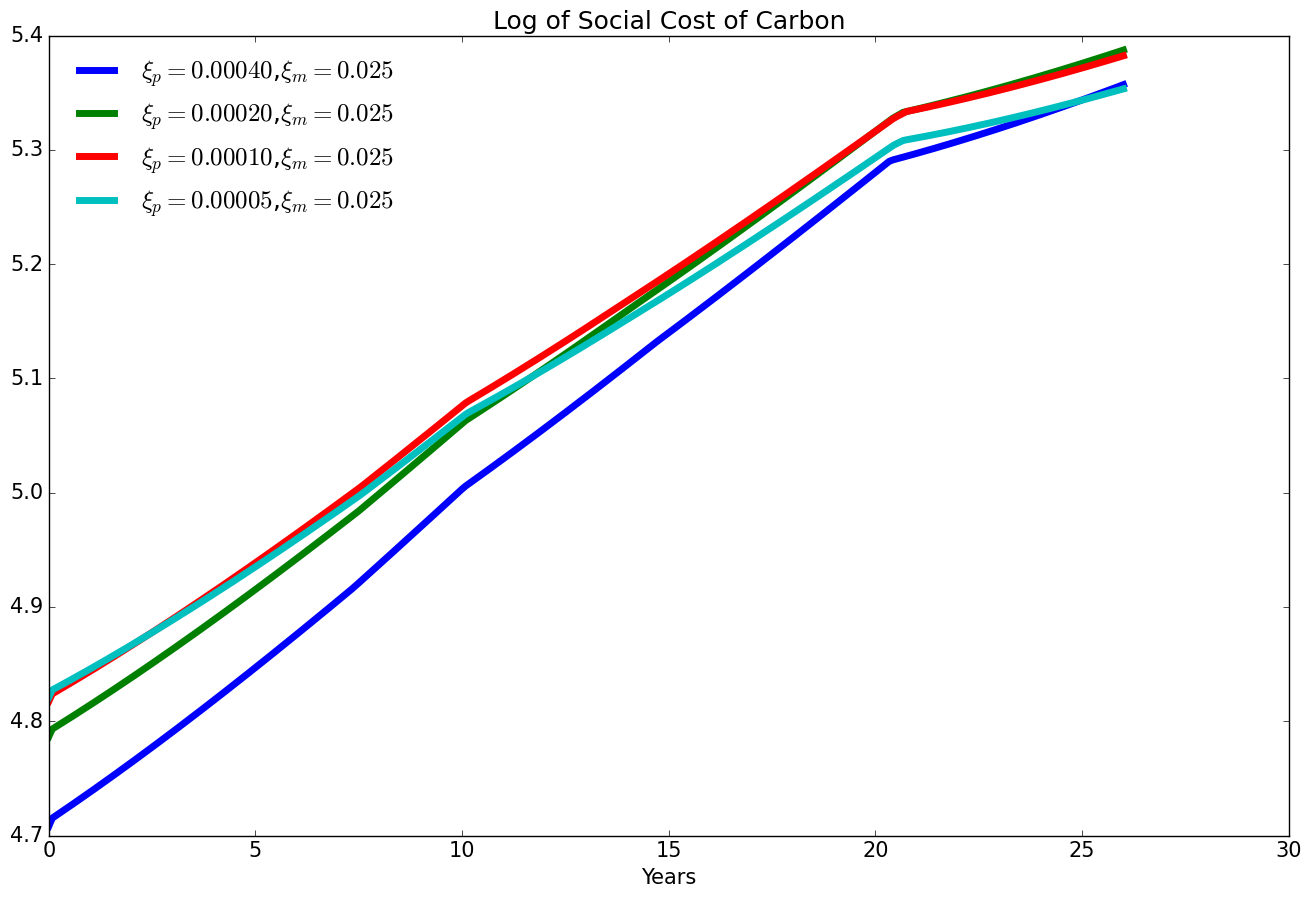 Log of Social Cost of Carbon
5.4
5.3
5.2
5.1
5.0
4.9
4.8
4.7
ξp = 0.00040,ξm = 0.025
ξp = 0.00020,ξm = 0.025
ξp = 0.00010,ξm = 0.025
ξp = 0.00005,ξm = 0.025
0 5 10 15 20 25 30
Years